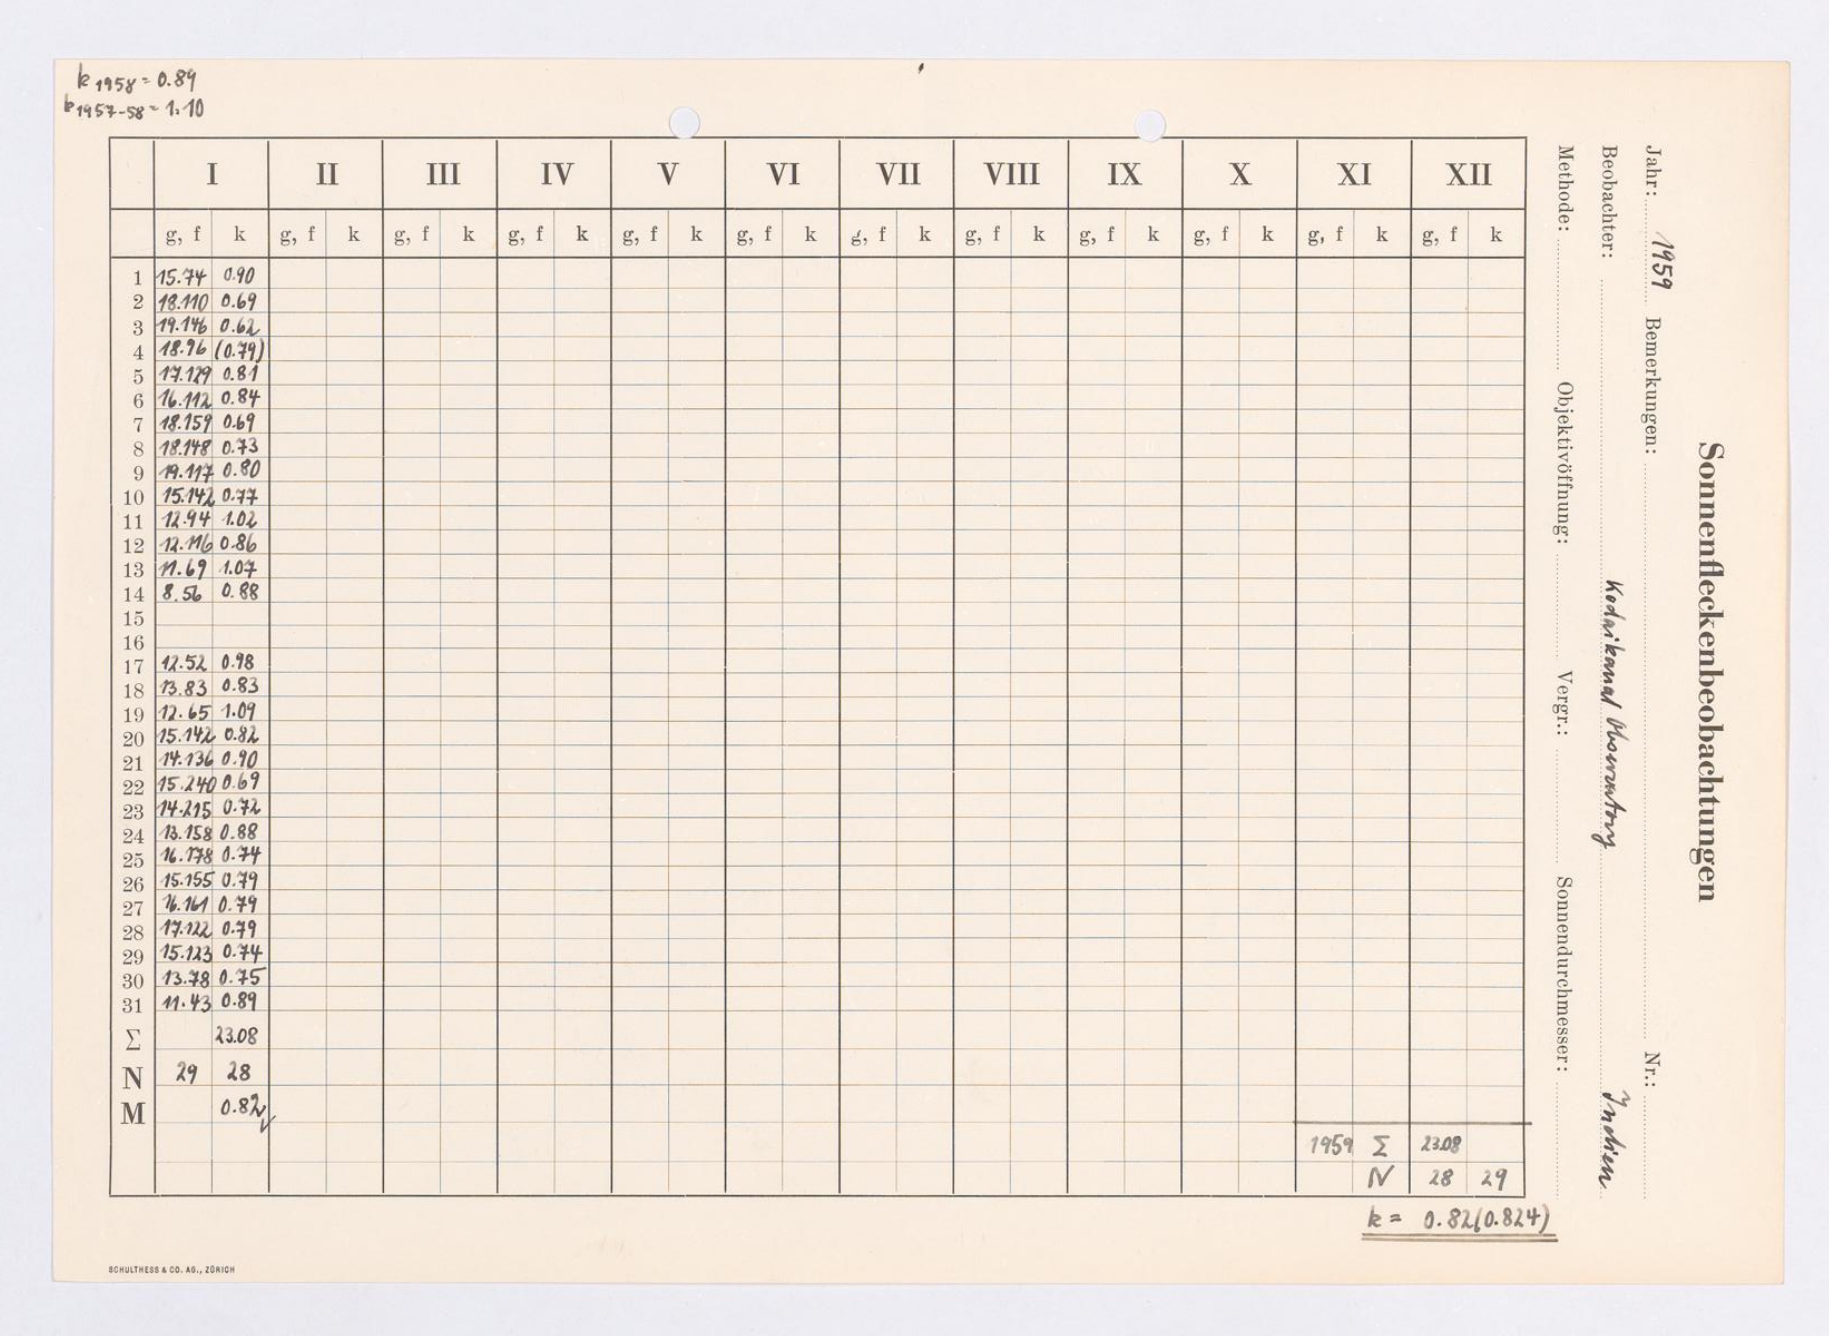 k 1958 = 0.89
k 1957-58 = 1.10
I II III IV V VI VII VIII IX X XI XII
g, f k g, f k g, f k g, f k g, f k g, f k g, f k g, f k g, f k g, f k g, f k g, f k
1 15.74 0.90
2 18.110 0.69
3 19.146 0.62
4 18.96 (0.79)
5 17.129 0.81
6 16.112 0.84
7 18.159 0.69
8 18.148 0.73
9 19.117 0.80
10 15.142 0.77
11 12.94 1.02
12 12.116 0.86
13 11.69 1.07
14 8.56 0.88
15
16
17 12.52 0.98
18 13.83 0.83
19 12.65 1.09
20 15.142 0.82
21 14.136 0.90
22 15.240 0.69
23 14.215 0.72
24 13.158 0.88
25 16.178 0.74
26 15.155 0.79
27 16.161 0.79
28 17.122 0.79
29 15.123 0.74
30 13.78 0.75
31 11.43 0.89
Σ 23.08
N 29 28
M 0.82
1959 Σ 23.08
N 28 29
k = 0.82(0.824)
SCHULTHESS & CO. AG., ZÜRICH
Sonnenfleckenbeobachtungen
Jahr: 1959 Bemerkungen: Nr.:
Beobachter: Kodaikanal Observatory Indien
Methode: Objektivöffnung: Vergr.: Sonnendurchmesser: